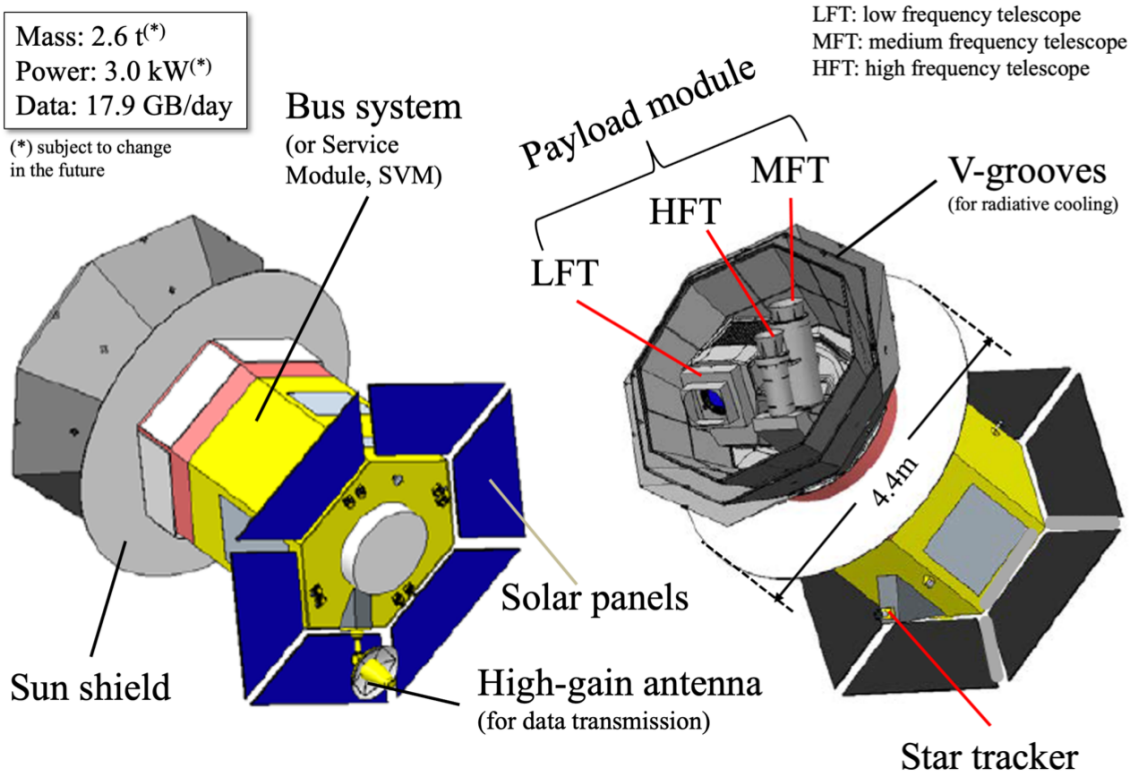 Mass: 2.6 t(*)
Power: 3.0 kW(*)
Data: 17.9 GB/day
(*) subject to change
in the future
LFT: low frequency telescope
MFT: medium frequency telescope
HFT: high frequency telescope
Bus system
(or Service
Module, SVM)
Payload module
MFT
HFT
LFT
V-grooves
(for radiative cooling)
4.4m
Solar panels
Sun shield
High-gain antenna
(for data transmission)
Star tracker